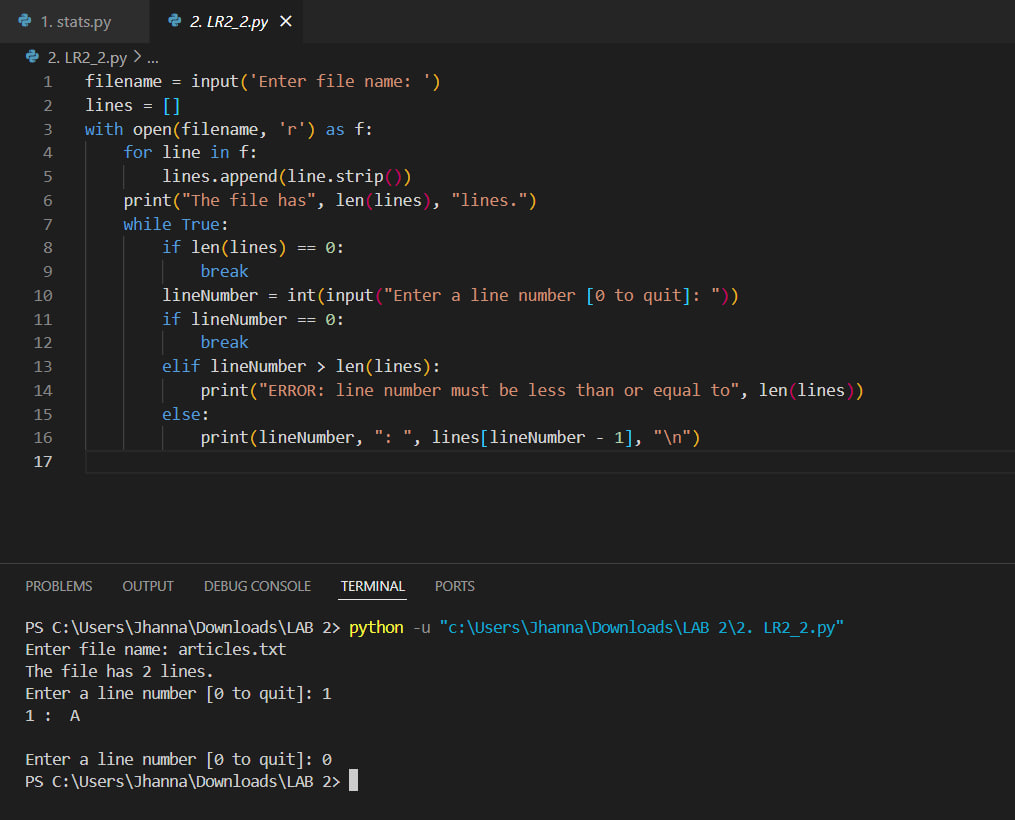 1. stats.py 2. LR2_2.py ×
2. LR2_2.py > ...
1 filename = input('Enter file name: ')
2 lines = []
3 with open(filename, 'r') as f:
4     for line in f:
5         lines.append(line.strip())
6     print("The file has", len(lines), "lines.")
7     while True:
8         if len(lines) == 0:
9             break
10         lineNumber = int(input("Enter a line number [0 to quit]: "))
11         if lineNumber == 0:
12             break
13         elif lineNumber > len(lines):
14             print("ERROR: line number must be less than or equal to", len(lines))
15         else:
16             print(lineNumber, ": ", lines[lineNumber - 1], "\n")
17
PROBLEMS OUTPUT DEBUG CONSOLE TERMINAL PORTS
PS C:\Users\Jhanna\Downloads\LAB 2> python -u "c:\Users\Jhanna\Downloads\LAB 2\2. LR2_2.py"
Enter file name: articles.txt
The file has 2 lines.
Enter a line number [0 to quit]: 1
1 :  A
Enter a line number [0 to quit]: 0
PS C:\Users\Jhanna\Downloads\LAB 2>